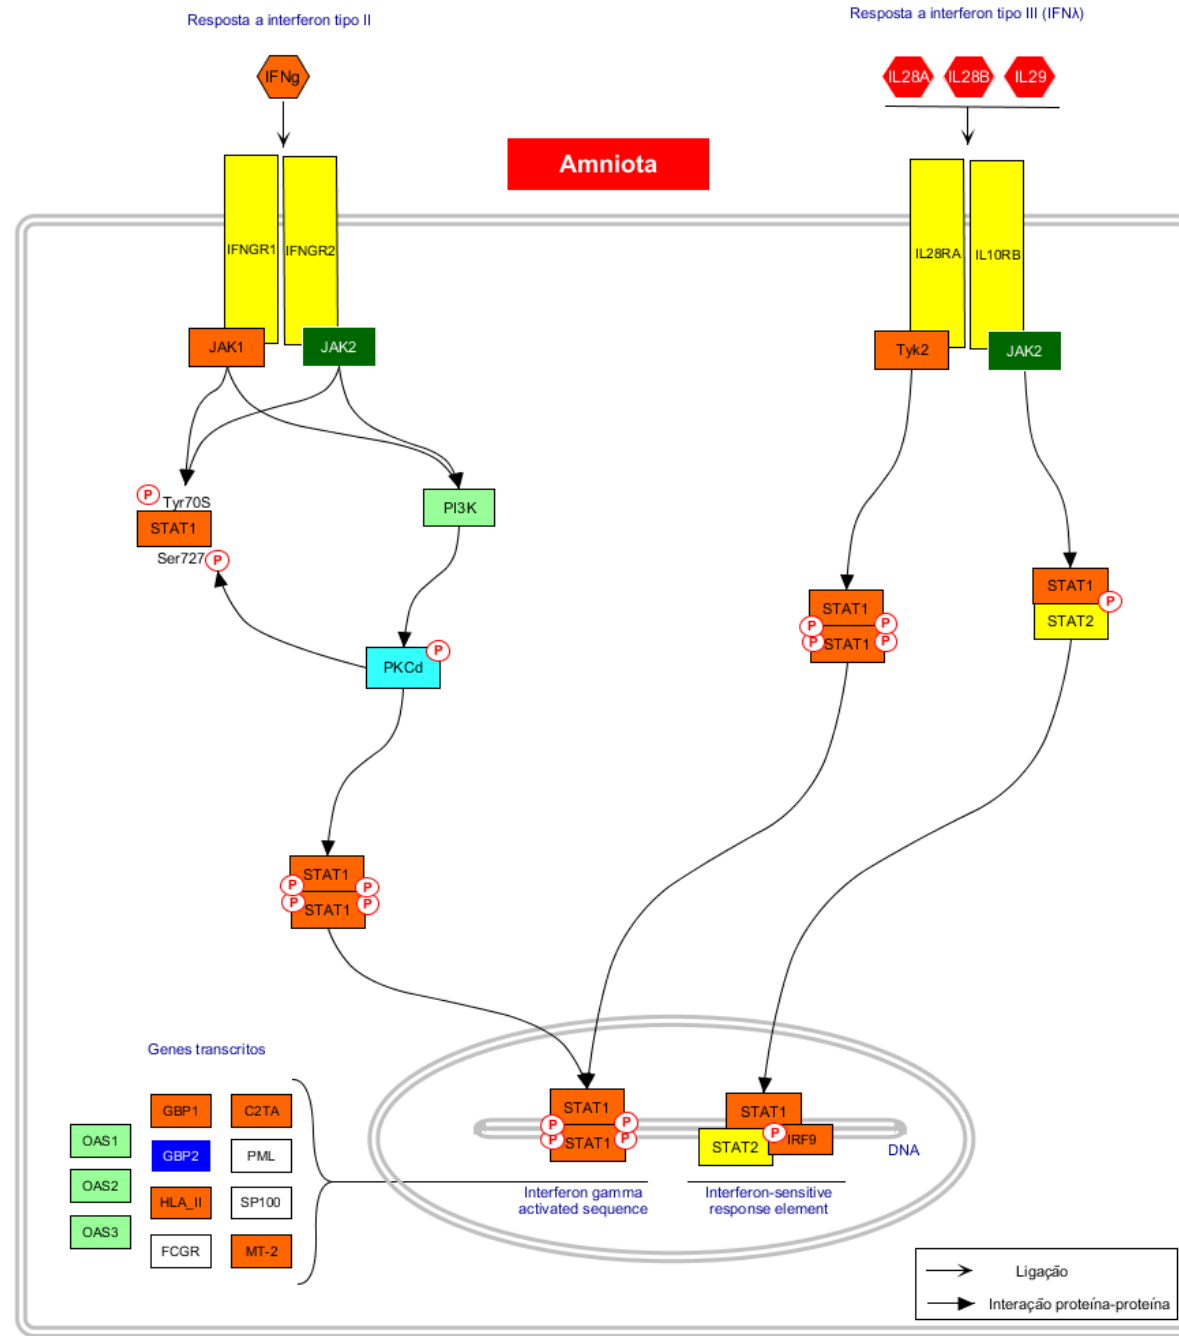 Resposta a interferon tipo II
Resposta a interferon tipo III (IFNλ)
IFNg
IL28A
IL28B
IL29
Amniota
IFNGR1
IFNGR2
IL28RA
IL10RB
JAK1
JAK2
Tyk2
JAK2
P
Tyr70S
STAT1
Ser727
P
PI3K
PKCd
P
STAT1
P
P
P
P
STAT1
STAT1
P
STAT2
STAT1
P
P
P
P
STAT1
Genes transcritos
OAS1
OAS2
OAS3
GBP1
GBP2
HLA_II
FCGR
C2TA
PML
SP100
MT-2
STAT1
P
P
P
P
STAT1
STAT1
P
STAT2
IRF9
DNA
Interferon gamma
activated sequence
Interferon-sensitive
response element
Ligação
Interação proteína-proteína